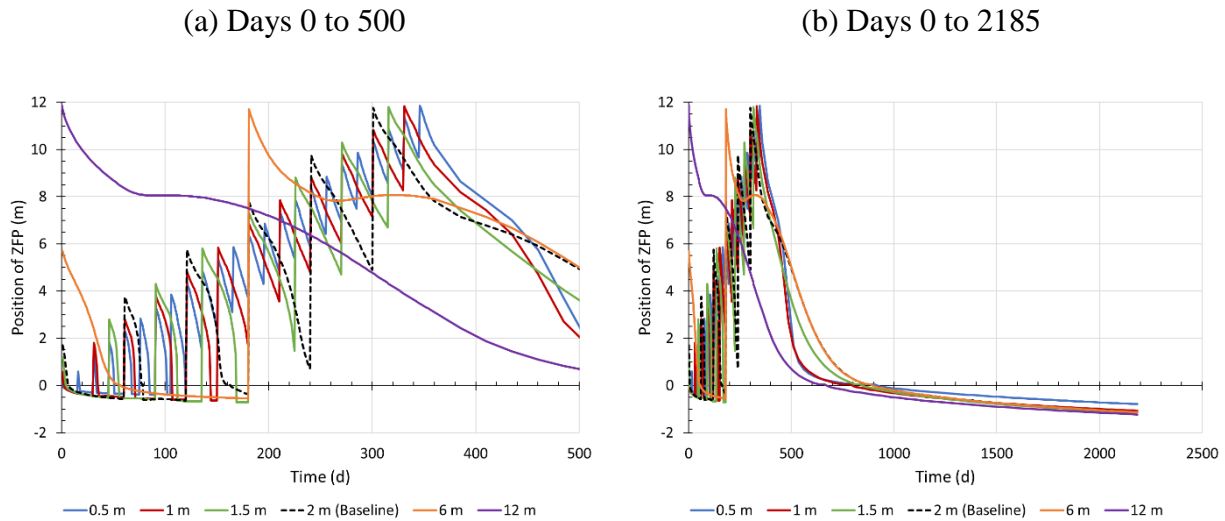 (a) Days 0 to 500
(b) Days 0 to 2185
Position of ZFP (m)
12
10
8
6
4
2
0
-2
0
100
200
300
400
500
Time (d)
0.5 m
1 m
1.5 m
2 m (Baseline)
6 m
12 m
Position of ZFP (m)
12
10
8
6
4
2
0
-2
0
500
1000
1500
2000
2500
Time (d)
0.5 m
1 m
1.5 m
2 m (Baseline)
6 m
12 m